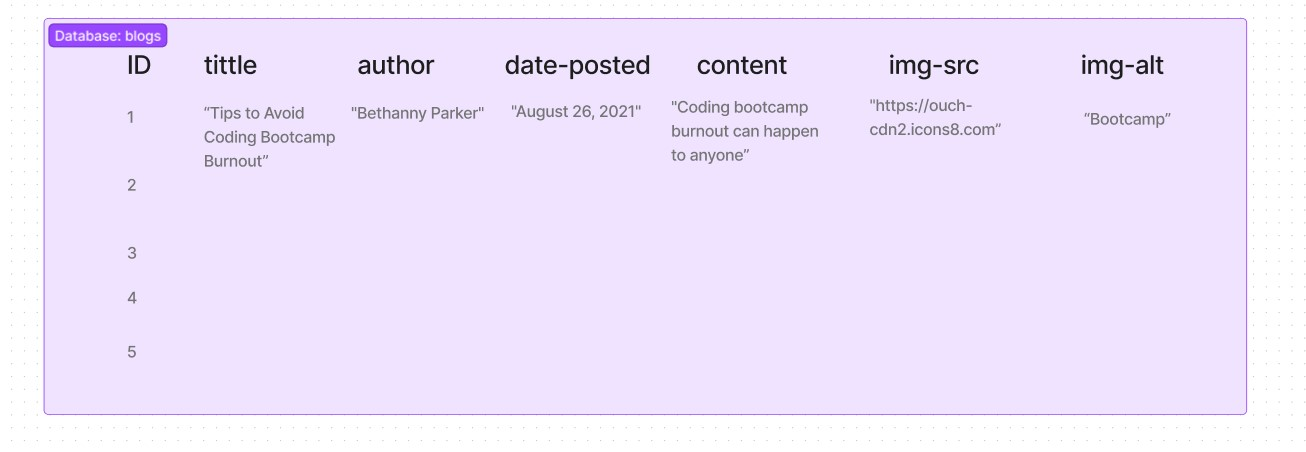 Database: blogs
ID tittle author date-posted content img-src img-alt
1 “Tips to Avoid "Bethanny Parker" "August 26, 2021" "Coding bootcamp "https://ouch- “Bootcamp”
Coding Bootcamp burnout can happen cdn2.icons8.com”
Burnout” to anyone”
2
3
4
5